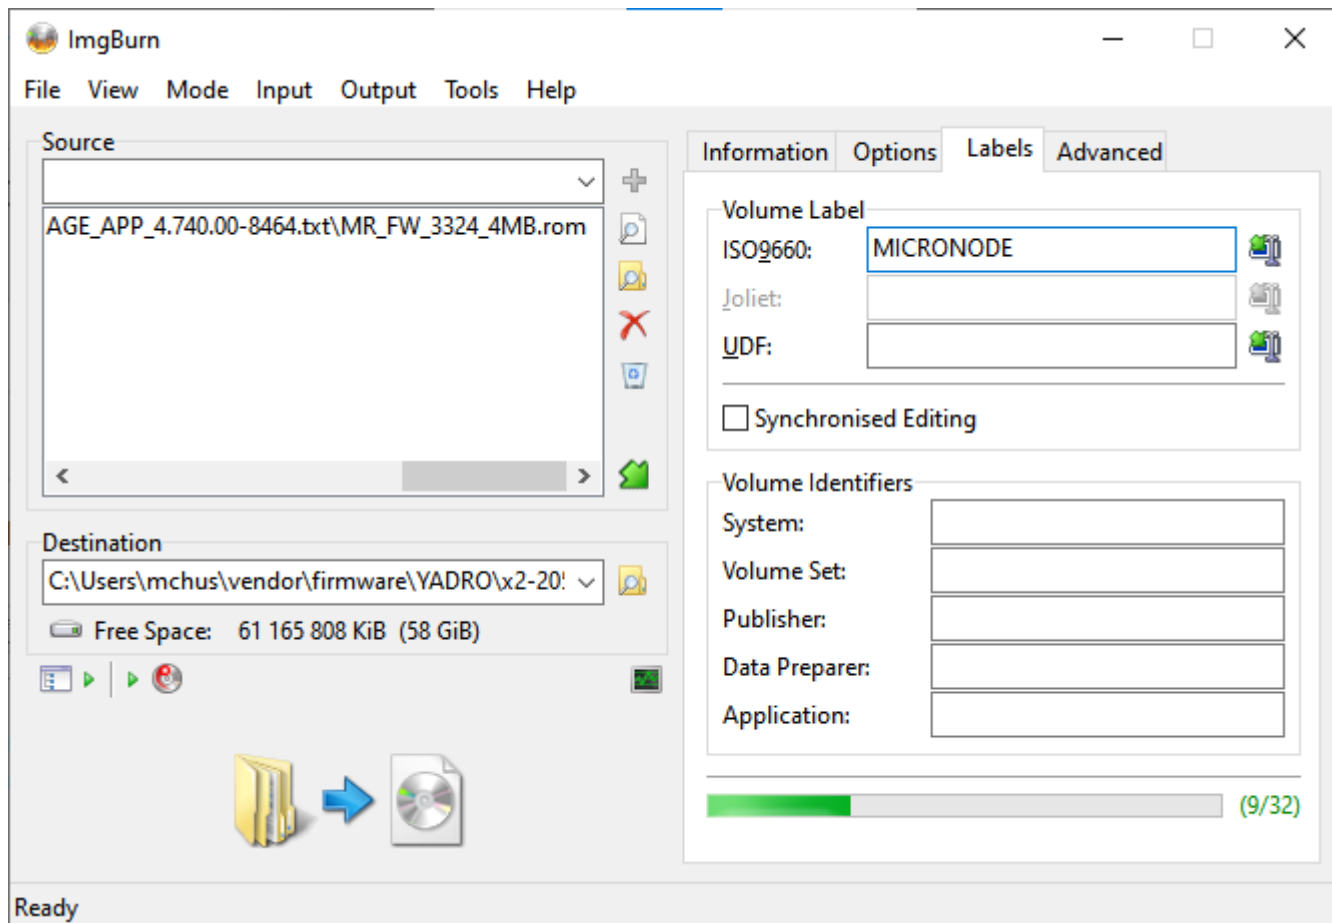 ImgBurn
File View Mode Input Output Tools Help
Source
AGE_APP_4.740.00-8464.txt\MR_FW_3324_4MB.rom
Destination
C:\Users\mchus\vendor\firmware\YADRO\x2-205
Free Space: 61 165 808 KiB (58 GiB)
Information Options Labels Advanced
Volume Label
ISO9660: MICRONODE
Joliet:
UDF:
Synchronised Editing
Volume Identifiers
System:
Volume Set:
Publisher:
Data Preparer:
Application:
(9/32)
Ready